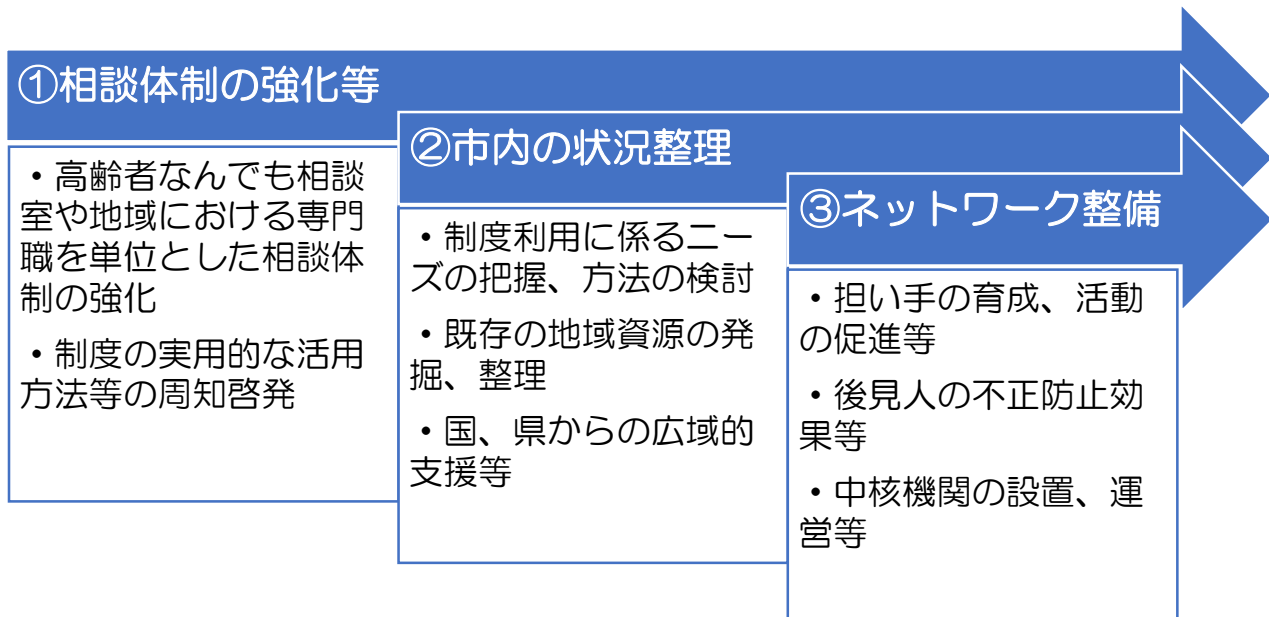 ①相談体制の強化等
・高齢者なんでも相談
室や地域における専門
職を単位とした相談体
制の強化
・制度の実用的な活用
方法等の周知啓発
②市内の状況整理
・制度利用に係るニー
ズの把握、方法の検討
・既存の地域資源の発
掘、整理
・国、県からの広域的
支援等
③ネットワーク整備
・担い手の育成、活動
の促進等
・後見人の不正防止効
果等
・中核機関の設置、運
営等